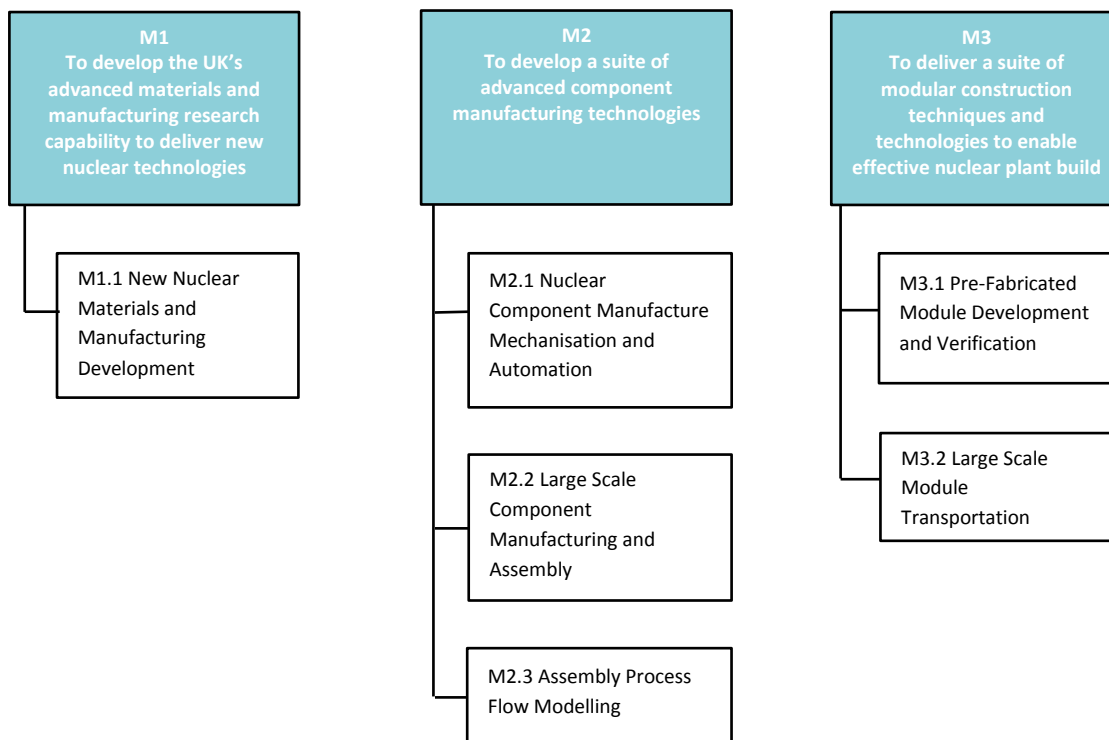 M1
To develop the UK's
advanced materials and
manufacturing research
capability to deliver new
nuclear technologies
M1.1 New Nuclear
Materials and
Manufacturing
Development
M2
To develop a suite of
advanced component
manufacturing technologies
M2.1 Nuclear
Component Manufacture
Mechanisation and
Automation
M2.2 Large Scale
Component
Manufacturing and
Assembly
M2.3 Assembly Process
Flow Modelling
M3
To deliver a suite of
modular construction
techniques and
technologies to enable
effective nuclear plant build
M3.1 Pre-Fabricated
Module Development
and Verification
M3.2 Large Scale
Module
Transportation